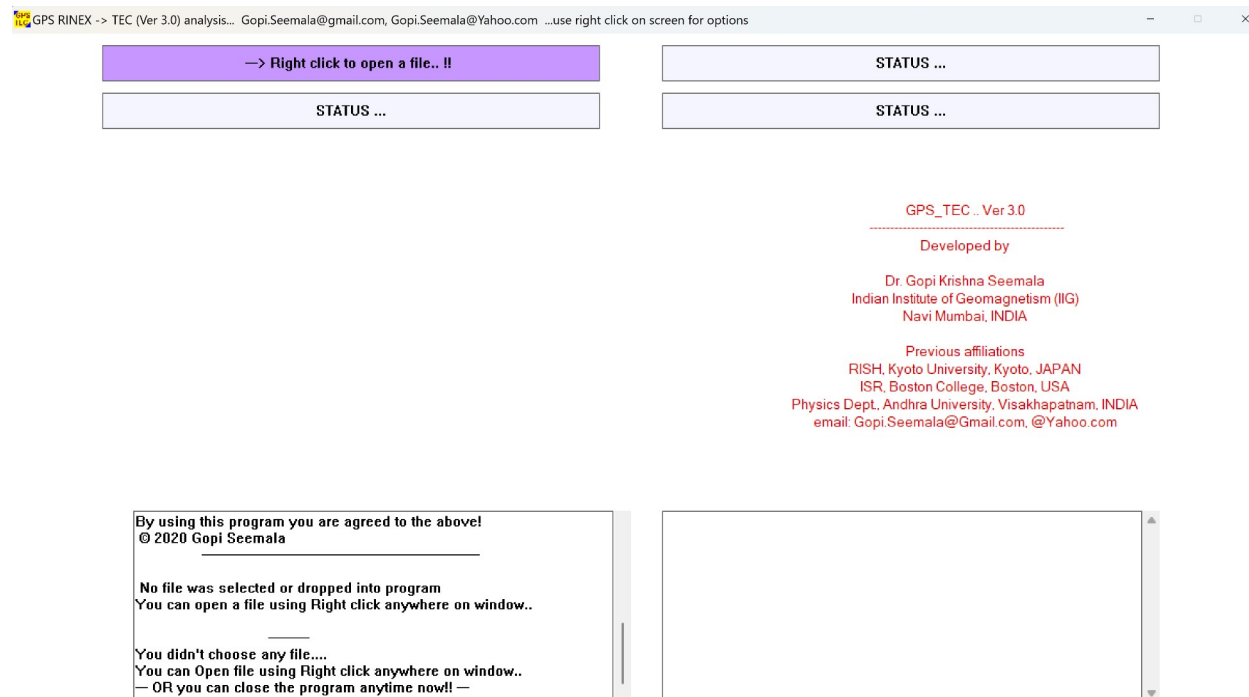 GPS RINEX -> TEC (Ver 3.0) analysis... Gopi.Seemala@gmail.com, Gopi.Seemala@Yahoo.com ...use right click on screen for options
—> Right click to open a file.. !!
STATUS ...
STATUS ...
STATUS ...
GPS_TEC .. Ver 3.0
-----------------------------------------------
Developed by
Dr. Gopi Krishna Seemala
Indian Institute of Geomagnetism (IIG)
Navi Mumbai, INDIA
Previous affiliations
RISH, Kyoto University, Kyoto, JAPAN
ISR, Boston College, Boston, USA
Physics Dept., Andhra University, Visakhapatnam, INDIA
email: Gopi.Seemala@Gmail.com, @Yahoo.com
By using this program you are agreed to the above!
© 2020 Gopi Seemala
No file was selected or dropped into program
You can open a file using Right click anywhere on window..
You didn't choose any file....
You can Open file using Right click anywhere on window..
— OR you can close the program anytime now!! —